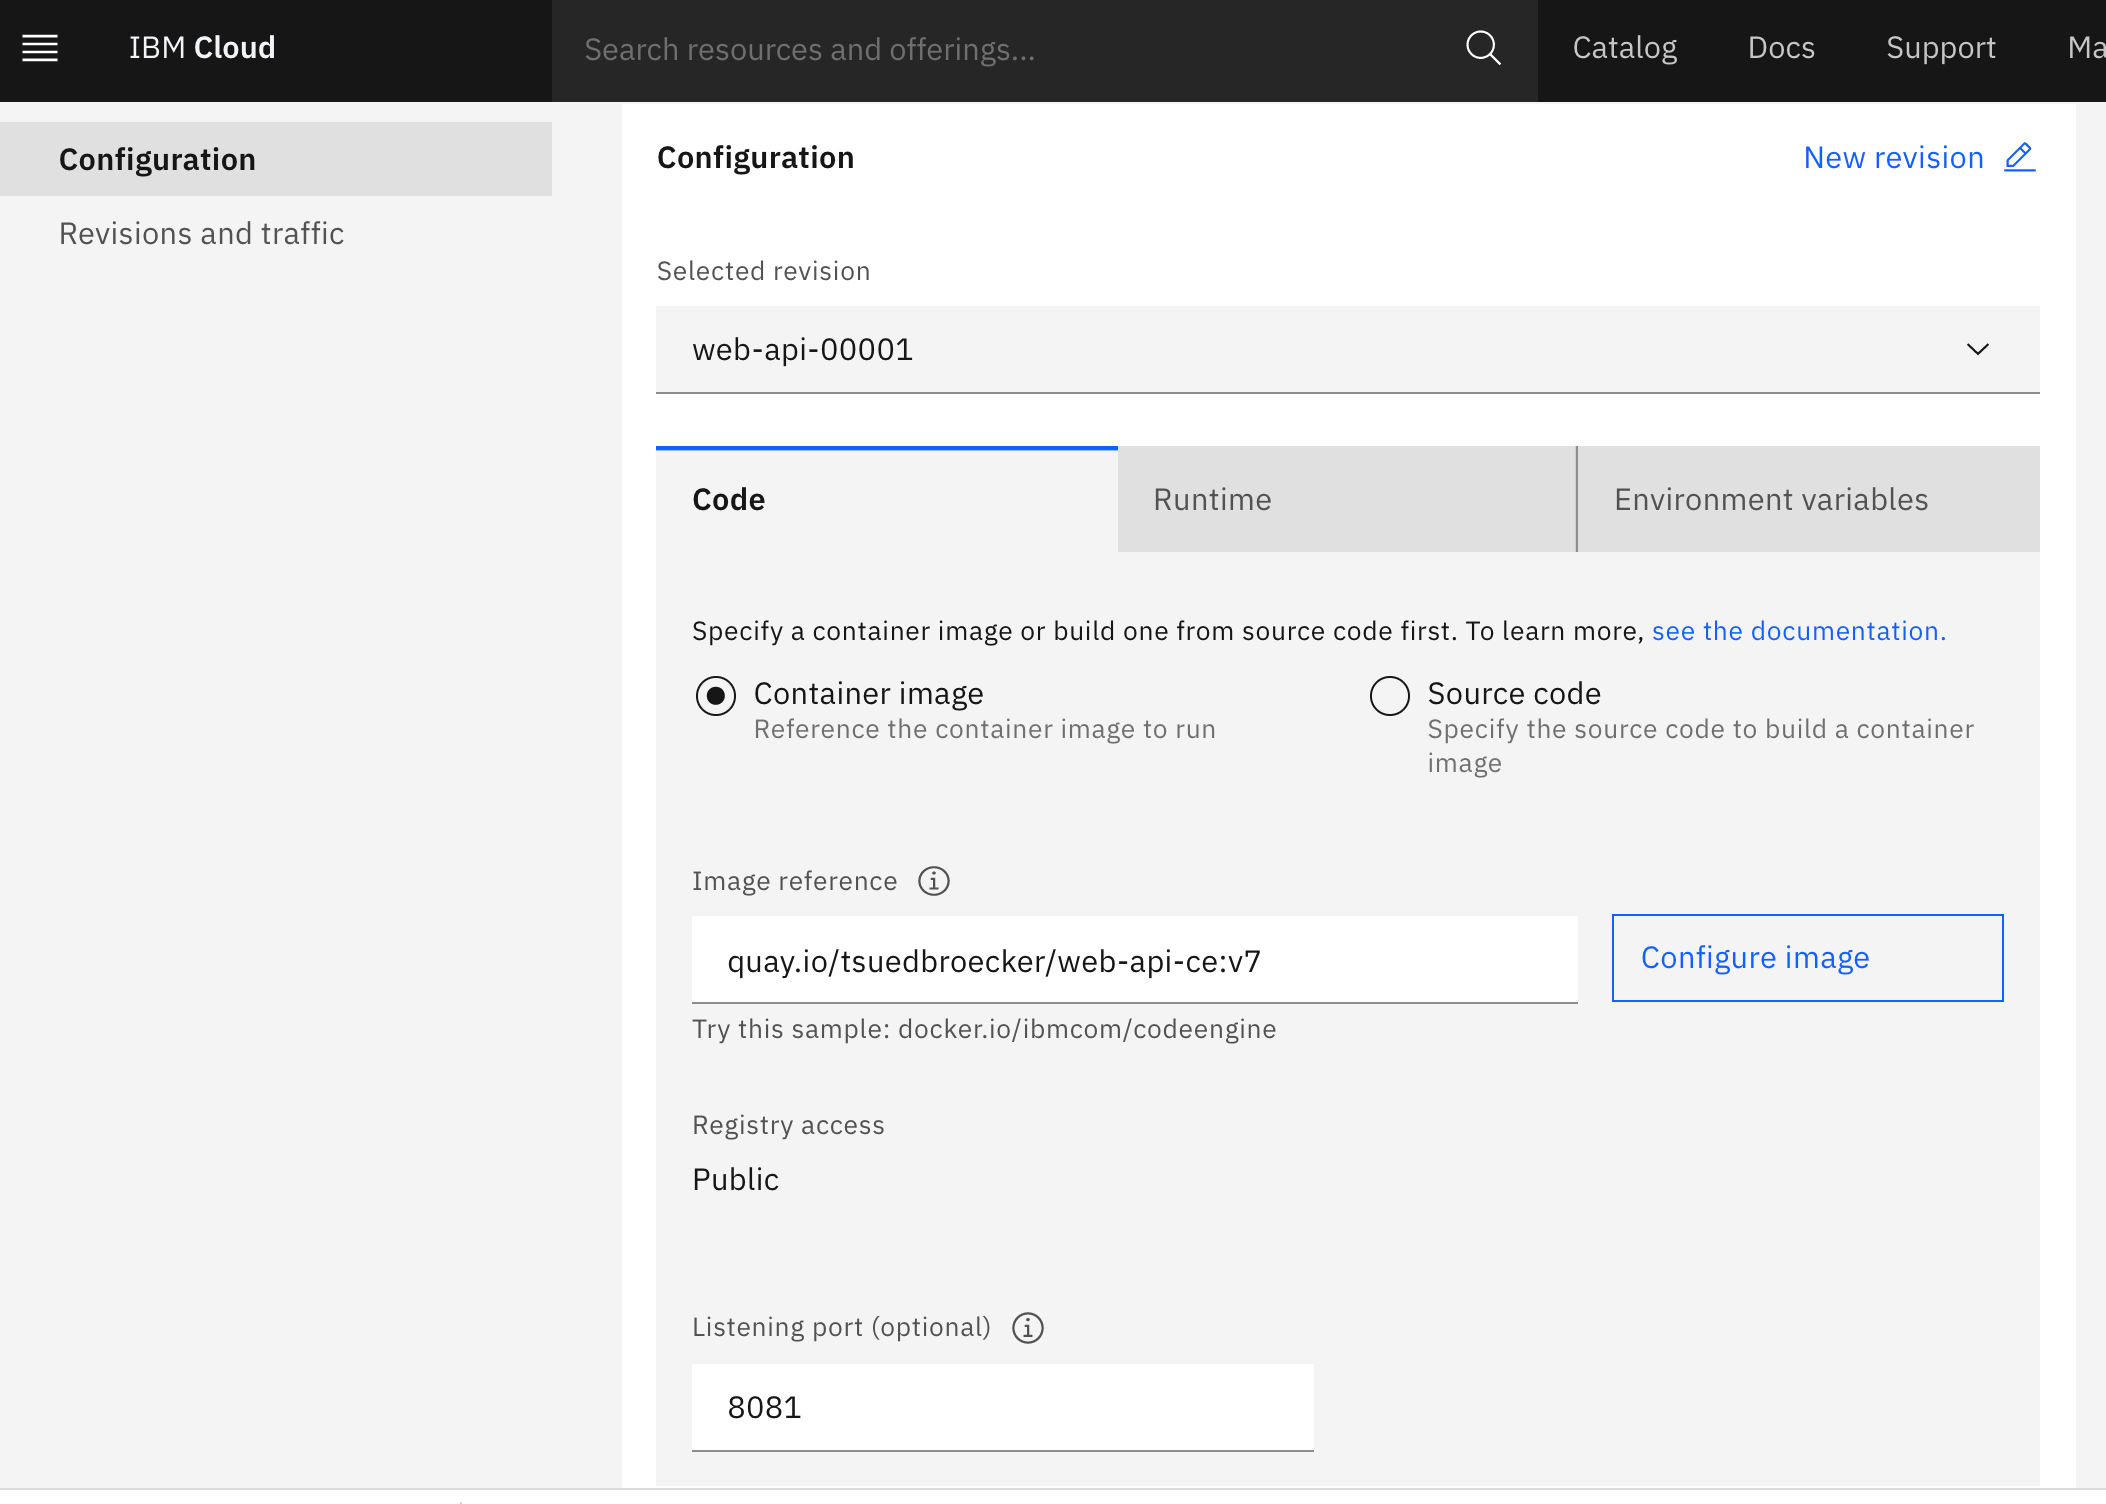 IBM Cloud
Search resources and offerings...
Catalog
Docs
Support
Ma
Configuration
Revisions and traffic
Configuration
New revision
Selected revision
web-api-00001
Code
Runtime
Environment variables
Specify a container image or build one from source code first. To learn more, see the documentation.
Container image
Reference the container image to run
Source code
Specify the source code to build a container
image
Image reference
quay.io/tsuedbroecker/web-api-ce:v7
Configure image
Try this sample: docker.io/ibmcom/codeengine
Registry access
Public
Listening port (optional)
8081